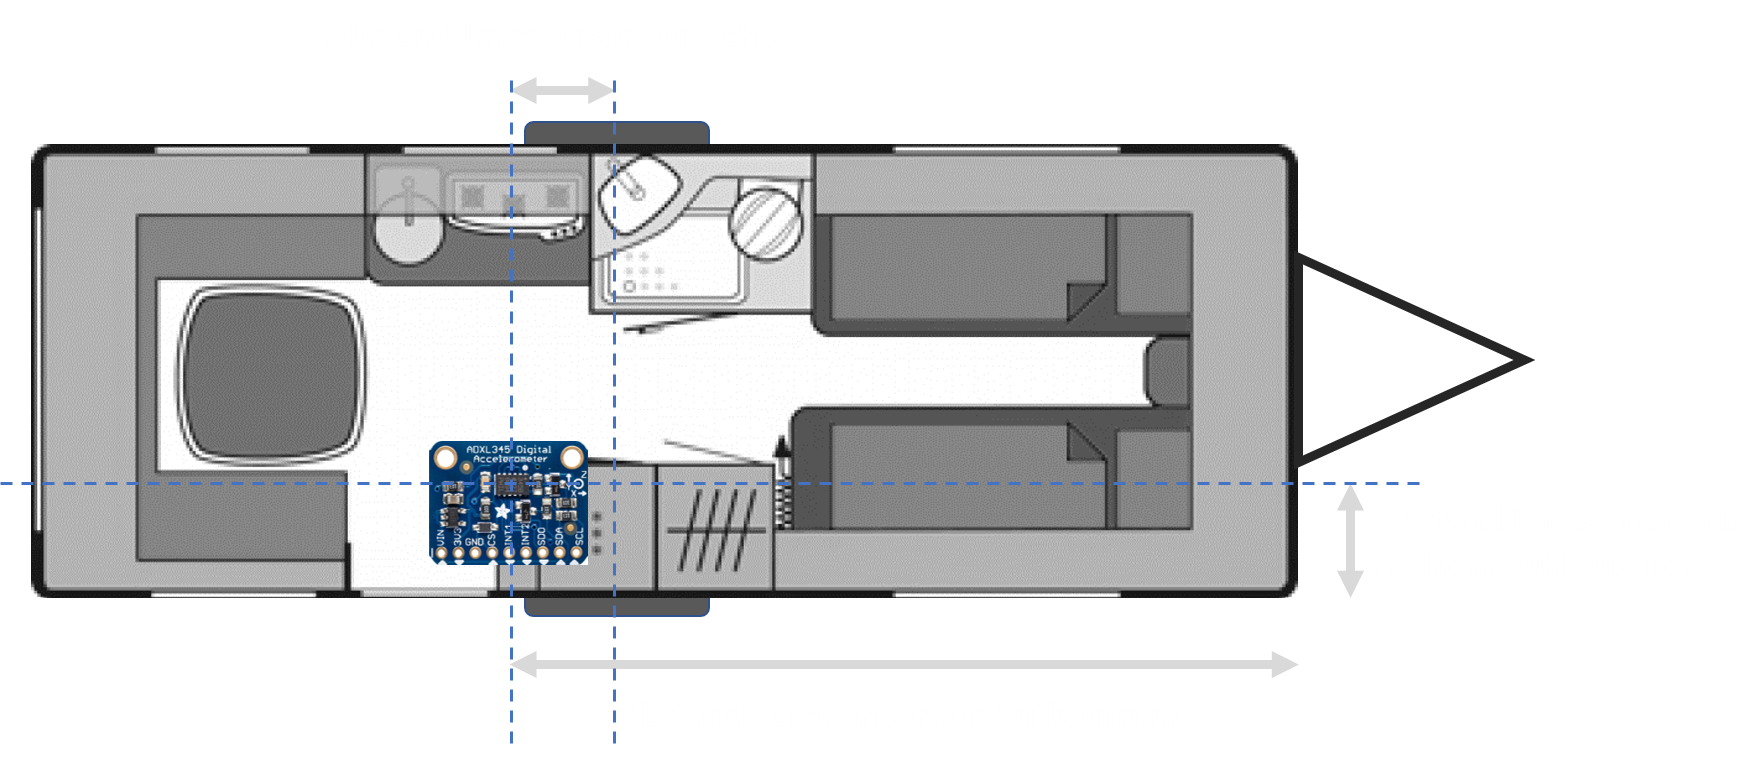 ADXL345 Digital
Accelerometer
Z
X
VIN
3V3
GND
CS
INT1
INT2
SDO
SDA
SCL